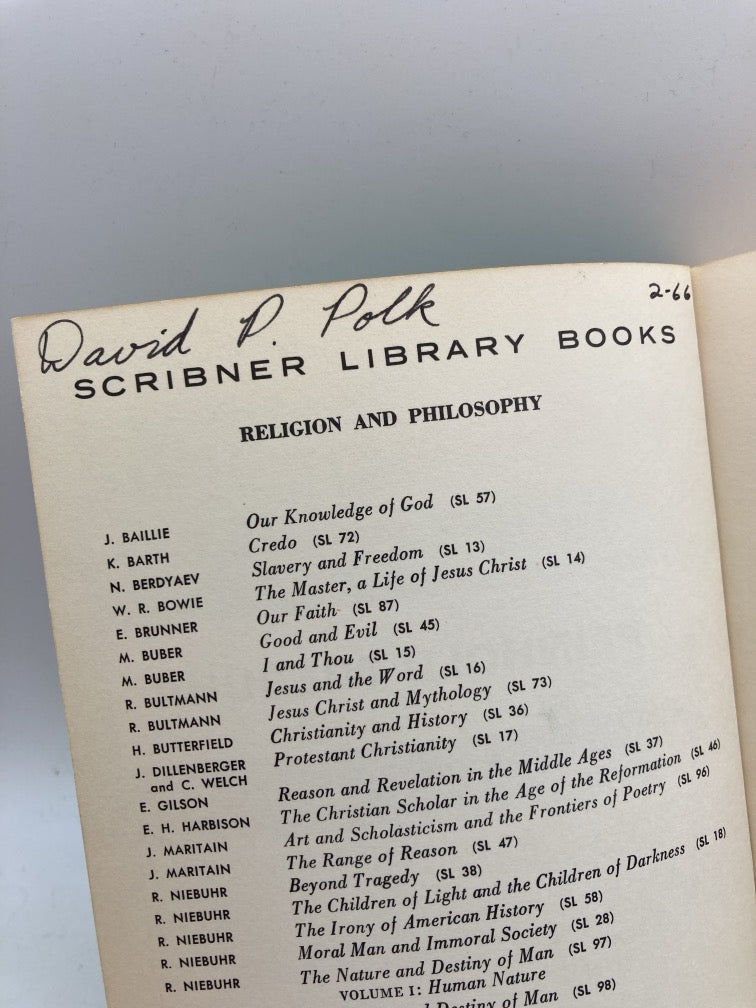 David P. Polk 2-66
SCRIBNER LIBRARY BOOKS
RELIGION AND PHILOSOPHY
J. BAILLIE Our Knowledge of God (SL 57)
K. BARTH Credo (SL 72)
N. BERDYAEV Slavery and Freedom (SL 13)
W. R. BOWIE The Master, a Life of Jesus Christ (SL 14)
E. BRUNNER Our Faith (SL 87)
M. BUBER Good and Evil (SL 45)
M. BUBER I and Thou (SL 15)
R. BULTMANN Jesus and the Word (SL 16)
R. BULTMANN Jesus Christ and Mythology (SL 73)
H. BUTTERFIELD Christianity and History (SL 36)
J. DILLENBERGER Protestant Christianity (SL 17)
and C. WELCH
E. GILSON Reason and Revelation in the Middle Ages (SL 37)
E. H. HARBISON The Christian Scholar in the Age of the Reformation (SL 46)
J. MARITAIN Art and Scholasticism and the Frontiers of Poetry (SL 96)
J. MARITAIN The Range of Reason (SL 47)
R. NIEBUHR Beyond Tragedy (SL 38)
R. NIEBUHR The Children of Light and the Children of Darkness (SL 18)
R. NIEBUHR The Irony of American History (SL 58)
R. NIEBUHR Moral Man and Immoral Society (SL 28)
R. NIEBUHR The Nature and Destiny of Man (SL 97)
VOLUME I: Human Nature
Destiny of Man (SL 98)